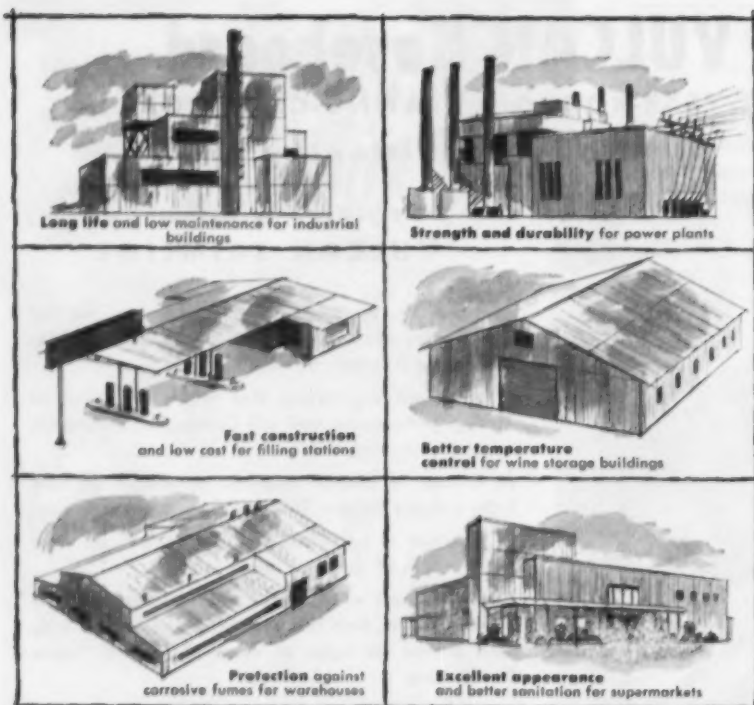 Long life and low maintenance for industrial
buildings
Strength and durability for power plants
Fast construction
and low cost for filling stations
Better temperature
control for wine storage buildings
Protection against
corrosive fumes for warehouses
Excellent appearance
and better sanitation for supermarkets